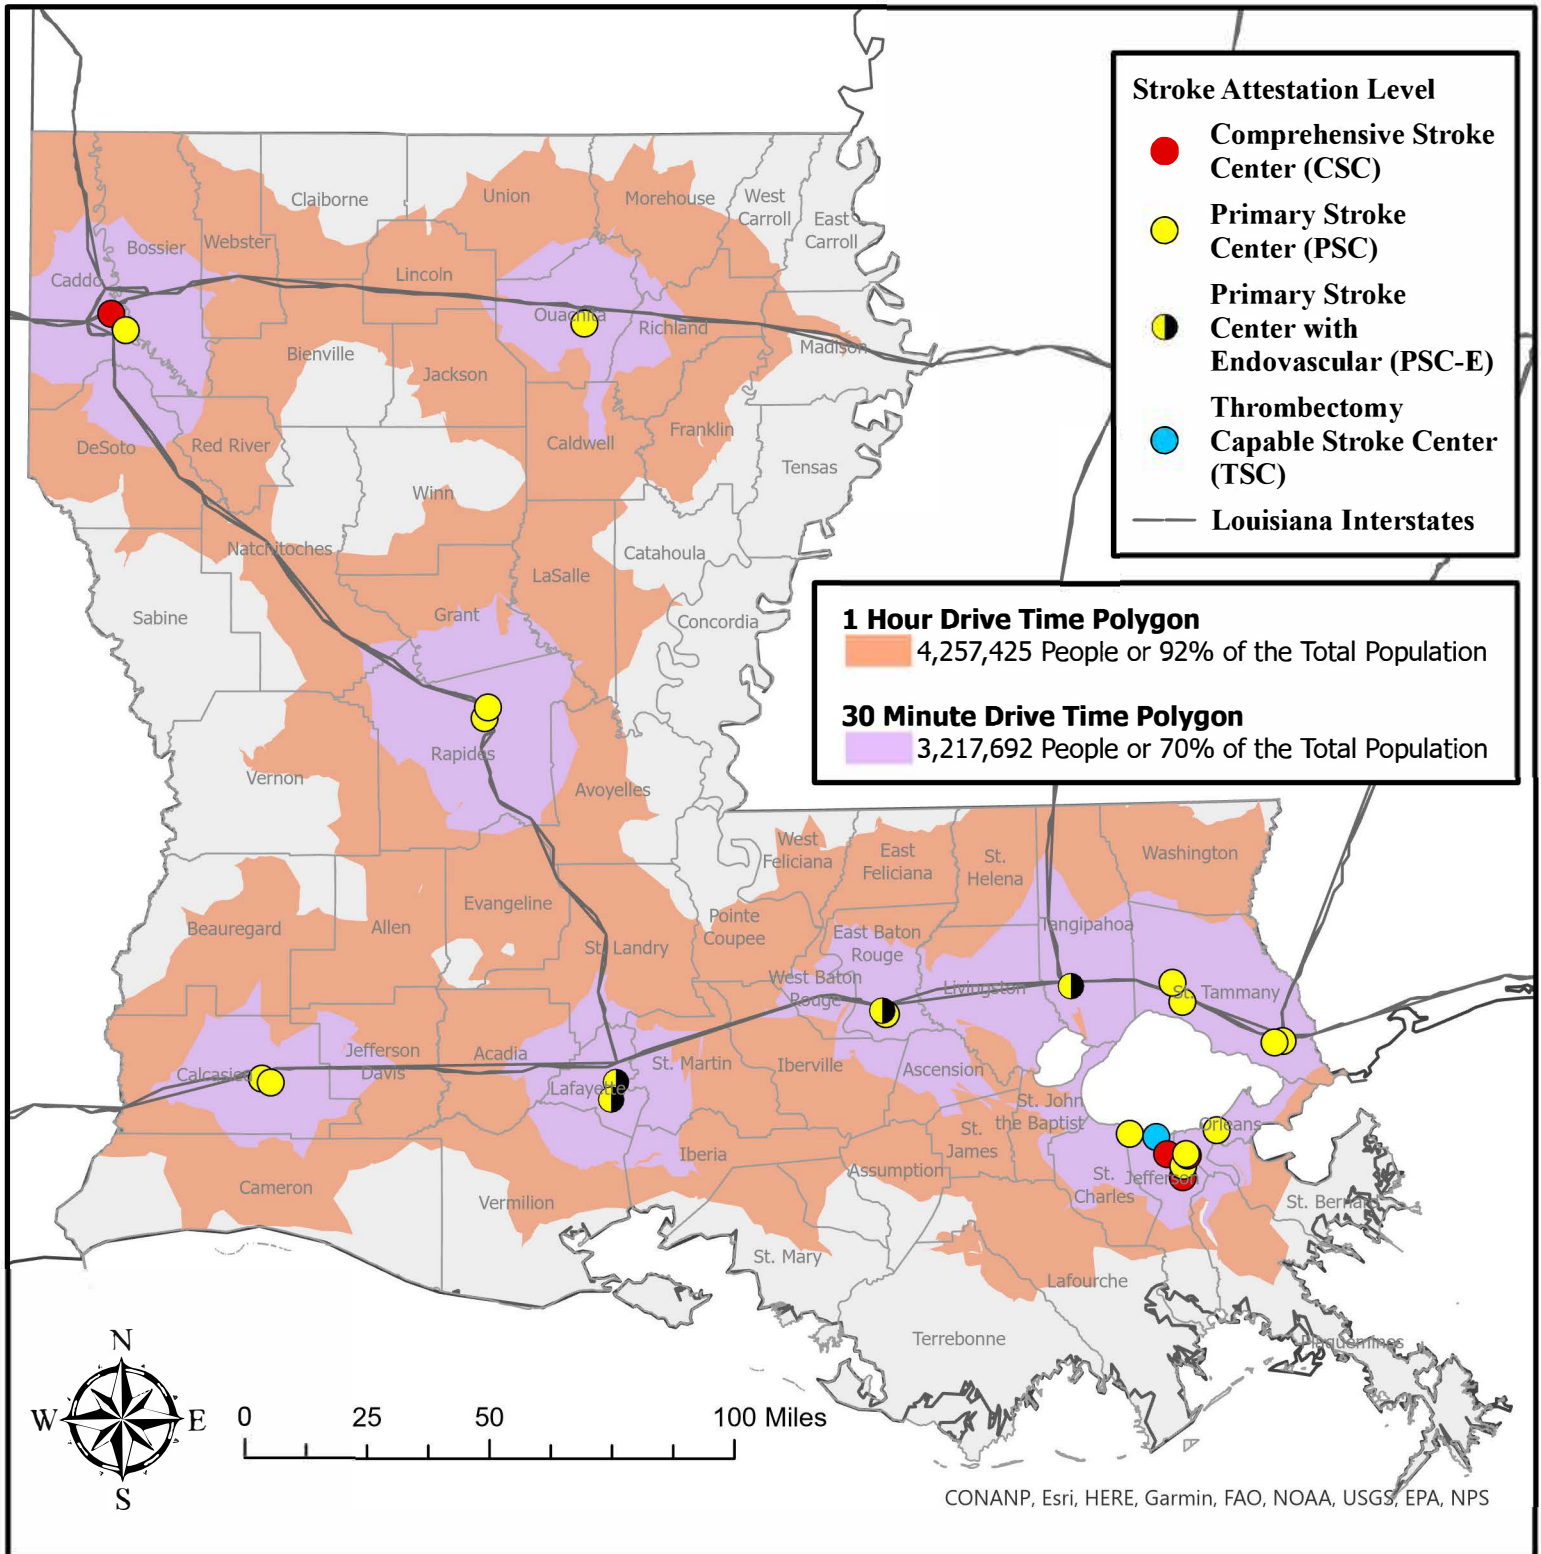 Stroke Attestation Level
Comprehensive Stroke
Center (CSC)
Primary Stroke
Center (PSC)
Primary Stroke
Center with
Endovascular (PSC-E)
Thrombectomy
Capable Stroke Center
(TSC)
Louisiana Interstates
1 Hour Drive Time Polygon
4,257,425 People or 92% of the Total Population
30 Minute Drive Time Polygon
3,217,692 People or 70% of the Total Population
Claiborne
Union
Morehouse
West
Carroll
East
Carroll
Bossier
Webster
Caddo
Lincoln
Ouachita
Richland
Madison
Bienville
Jackson
DeSoto
Red River
Caldwell
Franklin
Tensas
Winn
Natchitoches
Catahoula
LaSalle
Sabine
Grant
Concordia
Rapides
Vernon
Avoyelles
West
Feliciana
East
Feliciana
St.
Helena
Washington
Beauregard
Allen
Evangeline
St. Landry
Pointe
Coupee
East Baton
Rouge
Tangipahoa
West Baton
Rouge
Livingston
St. Tammany
Calcasieu
Jefferson
Davis
Acadia
Lafayette
St. Martin
Iberville
Ascension
St. John
the Baptist
Orleans
St.
James
Iberia
Assumption
St.
Charles
Jefferson
Cameron
Vermilion
St. Bernard
St. Mary
Lafourche
Terrebonne
Plaquemines
N
W
E
S
0
25
50
100 Miles
CONANP, Esri, HERE, Garmin, FAO, NOAA, USGS, EPA, NPS